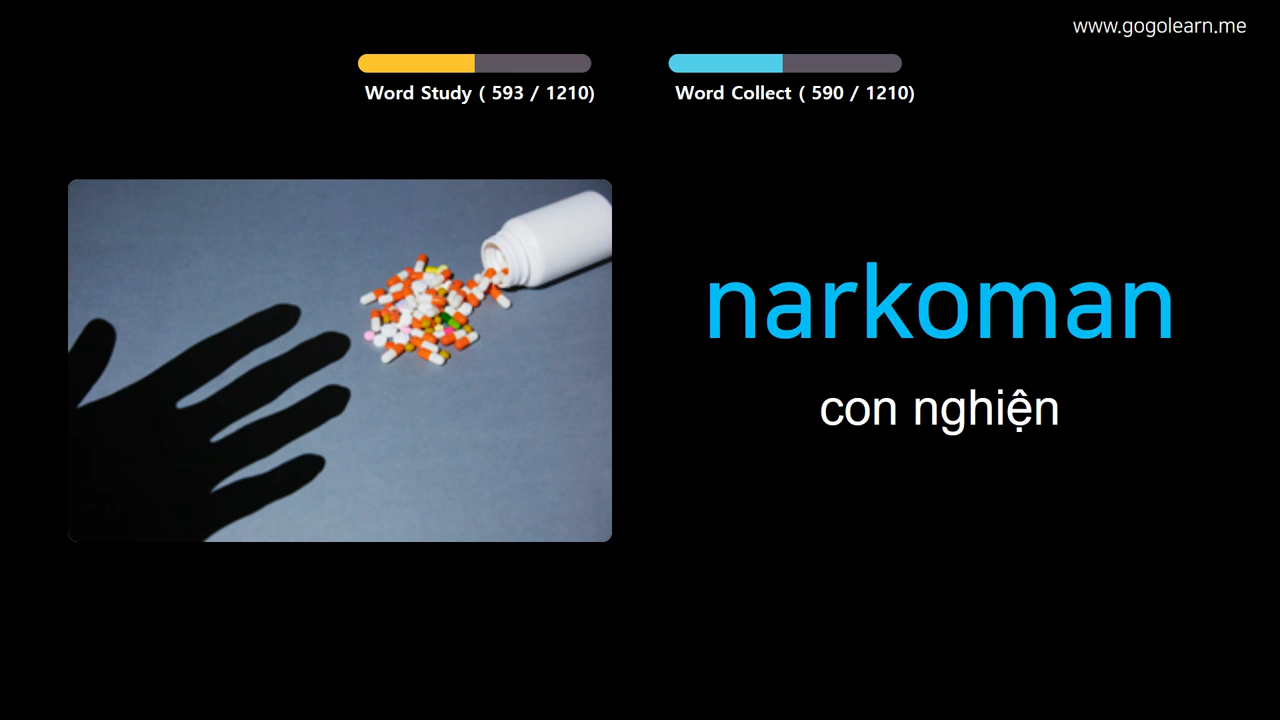 www.gogolearn.me
Word Study ( 593 / 1210)
Word Collect ( 590 / 1210)
narkoman
con nghiện